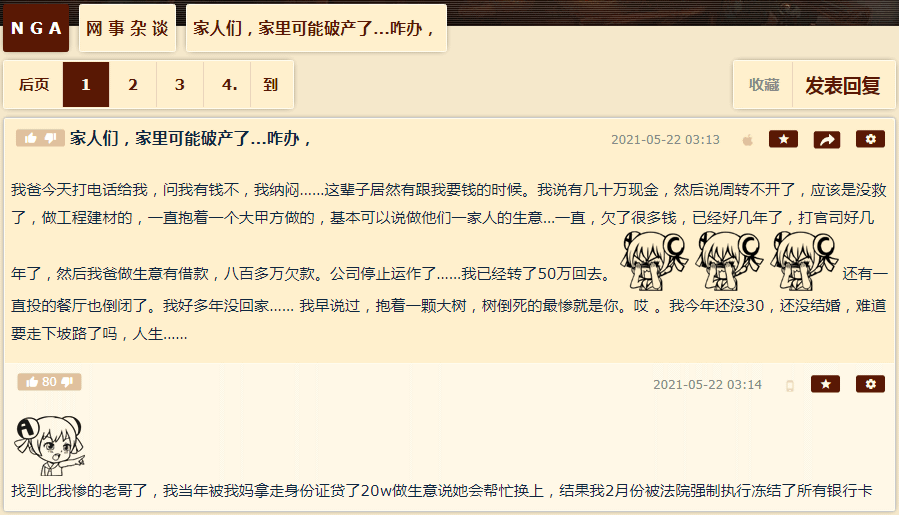 NGA 网事杂谈 家人们，家里可能破产了...咋办，
后页 1 2 3 4. 到 收藏 发表回复
家人们，家里可能破产了...咋办， 2021-05-22 03:13
我爸今天打电话给我，问我有钱不，我纳闷……这辈子居然有跟我要钱的时候。我说有几十万现金，然后说周转不开了，应该是没救
了，做工程建材的，一直抱着一个大甲方做的，基本可以说做他们一家人的生意...一直，欠了很多钱，已经好几年了，打官司好几
年了，然后我爸做生意有借款，八百多万欠款。公司停止运作了……我已经转了50万回去。 还有一
直投的餐厅也倒闭了。我好多年没回家…… 我早说过，抱着一颗大树，树倒死的最惨就是你。哎 。我今年还没30，还没结婚，难道
要走下坡路了吗，人生……
80 2021-05-22 03:14
找到比我惨的老哥了，我当年被我妈拿走身份证贷了20w做生意说她会帮忙换上，结果我2月份被法院强制执行冻结了所有银行卡